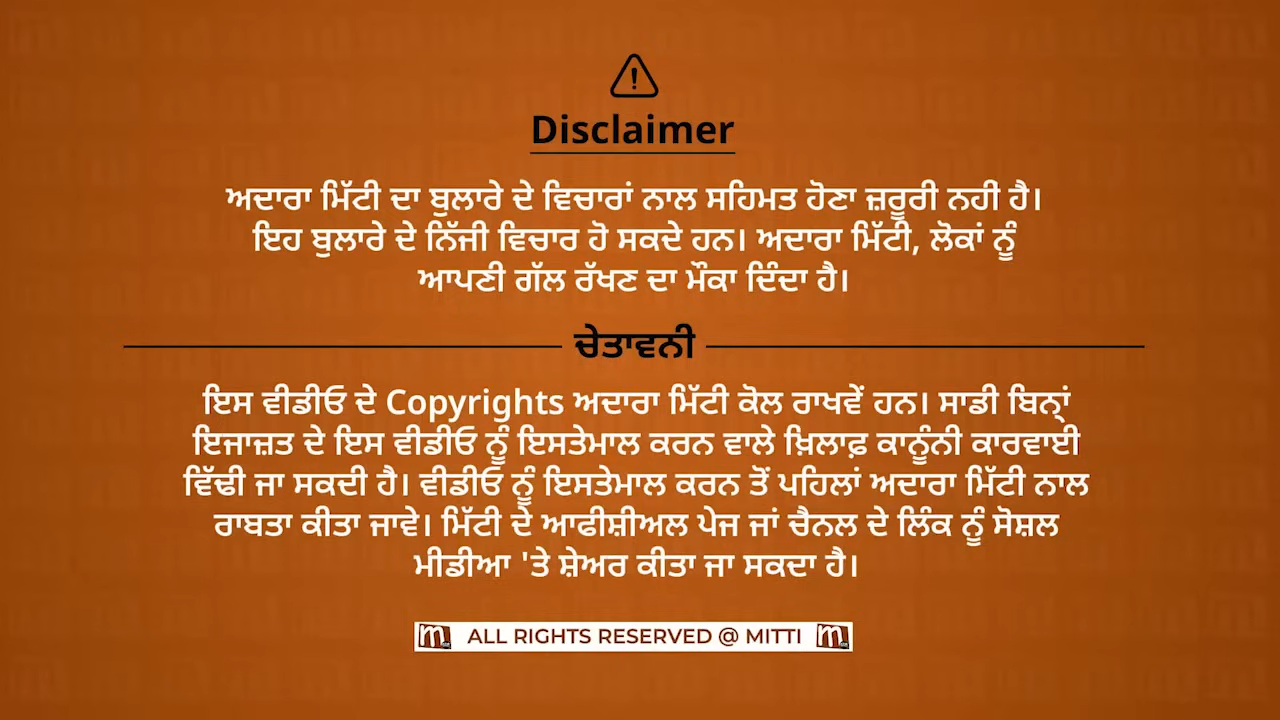 Disclaimer
ਅਦਾਰਾ ਮਿੱਟੀ ਦਾ ਬੁਲਾਰੇ ਦੇ ਵਿਚਾਰਾਂ ਨਾਲ ਸਹਿਮਤ ਹੋਣਾ ਜ਼ਰੂਰੀ ਨਹੀ ਹੈ।
ਇਹ ਬੁਲਾਰੇ ਦੇ ਨਿੱਜੀ ਵਿਚਾਰ ਹੋ ਸਕਦੇ ਹਨ। ਅਦਾਰਾ ਮਿੱਟੀ, ਲੋਕਾਂ ਨੂੰ
ਆਪਣੀ ਗੱਲ ਰੱਖਣ ਦਾ ਮੌਕਾ ਦਿੰਦਾ ਹੈ।
ਚੇਤਾਵਨੀ
ਇਸ ਵੀਡੀਓ ਦੇ Copyrights ਅਦਾਰਾ ਮਿੱਟੀ ਕੋਲ ਰਾਖਵੇਂ ਹਨ। ਸਾਡੀ ਬਿਨ੍ਹਾਂ
ਇਜਾਜ਼ਤ ਦੇ ਇਸ ਵੀਡੀਓ ਨੂੰ ਇਸਤੇਮਾਲ ਕਰਨ ਵਾਲੇ ਖ਼ਿਲਾਫ਼ ਕਾਨੂੰਨੀ ਕਾਰਵਾਈ
ਵਿੱਢੀ ਜਾ ਸਕਦੀ ਹੈ। ਵੀਡੀਓ ਨੂੰ ਇਸਤੇਮਾਲ ਕਰਨ ਤੋਂ ਪਹਿਲਾਂ ਅਦਾਰਾ ਮਿੱਟੀ ਨਾਲ
ਰਾਬਤਾ ਕੀਤਾ ਜਾਵੇ। ਮਿੱਟੀ ਦੇ ਆਫੀਸ਼ੀਅਲ ਪੇਜ ਜਾਂ ਚੈਨਲ ਦੇ ਲਿੰਕ ਨੂੰ ਸੋਸ਼ਲ
ਮੀਡੀਆ 'ਤੇ ਸ਼ੇਅਰ ਕੀਤਾ ਜਾ ਸਕਦਾ ਹੈ।
ALL RIGHTS RESERVED @ MITTI